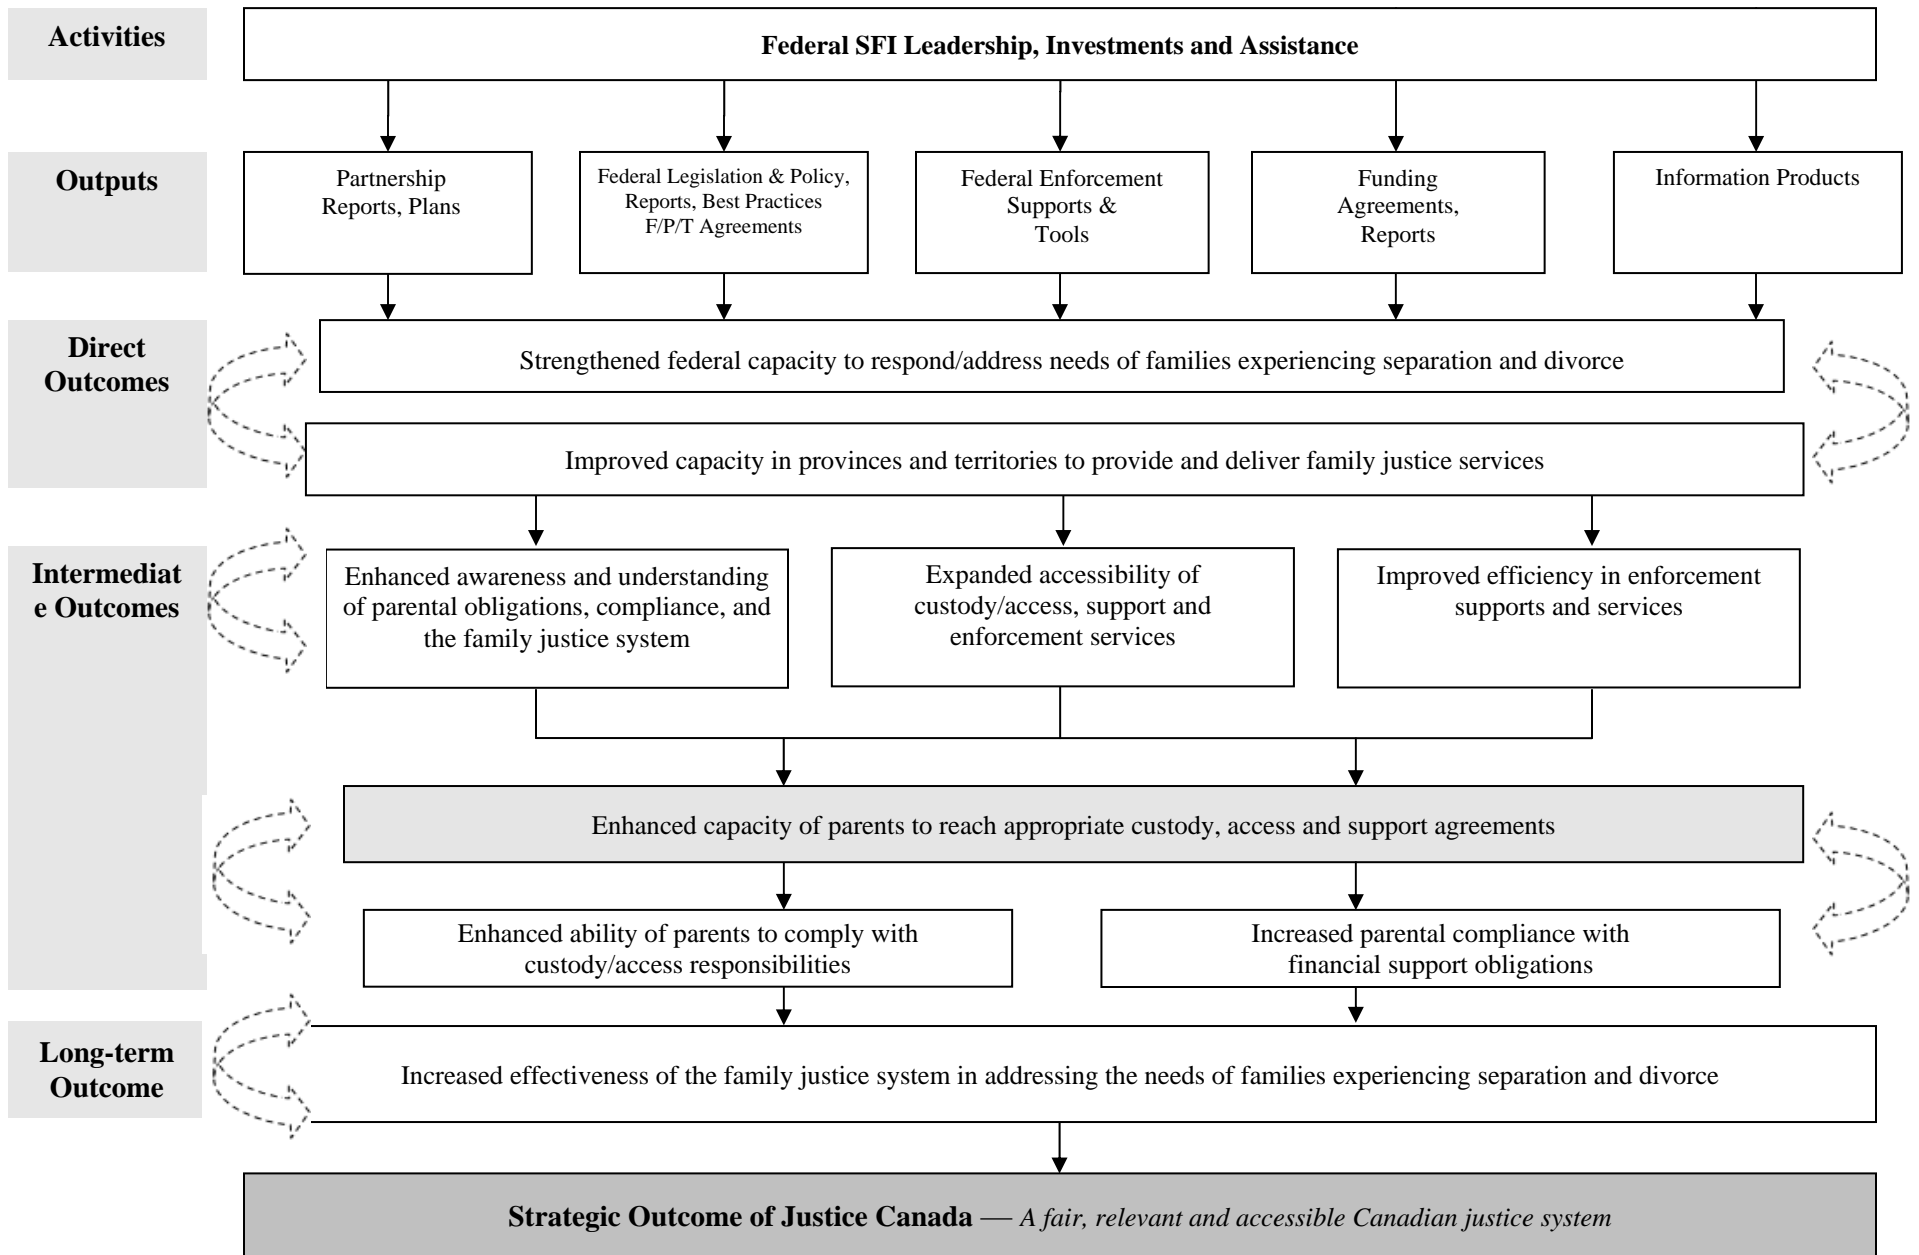 Activities
Federal SFI Leadership, Investments and Assistance
Outputs
Partnership
Reports, Plans
Federal Legislation & Policy,
Reports, Best Practices
F/P/T Agreements
Federal Enforcement
Supports &
Tools
Funding
Agreements,
Reports
Information Products
Direct
Outcomes
Strengthened federal capacity to respond/address needs of families experiencing separation and divorce
Improved capacity in provinces and territories to provide and deliver family justice services
Intermediat
e Outcomes
Enhanced awareness and understanding
of parental obligations, compliance, and
the family justice system
Expanded accessibility of
custody/access, support and
enforcement services
Improved efficiency in enforcement
supports and services
Enhanced capacity of parents to reach appropriate custody, access and support agreements
Enhanced ability of parents to comply with
custody/access responsibilities
Increased parental compliance with
financial support obligations
Long-term
Outcome
Increased effectiveness of the family justice system in addressing the needs of families experiencing separation and divorce
Strategic Outcome of Justice Canada — A fair, relevant and accessible Canadian justice system